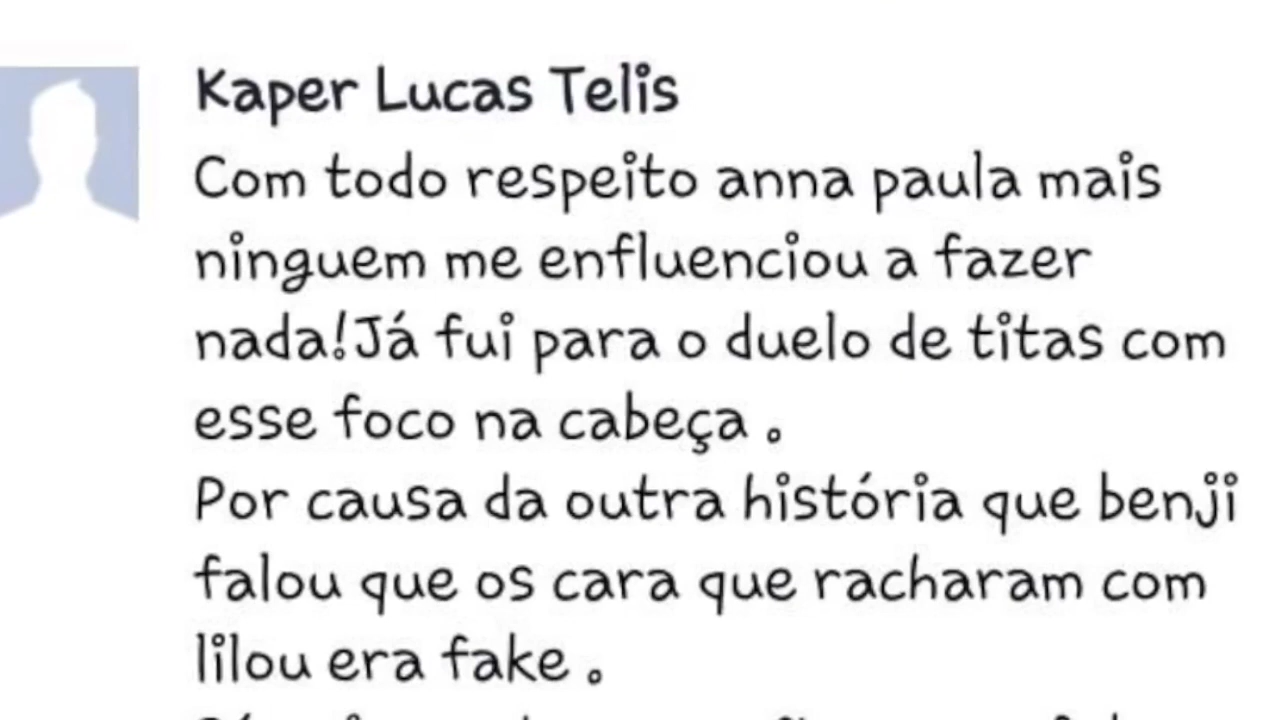 Kaper Lucas Telis
Com todo respeito anna paula mais
ninguem me enfluenciou a fazer
nada!Já fui para o duelo de titas com
esse foco na cabeça .
Por causa da outra história que benji
falou que os cara que racharam com
lilou era fake .